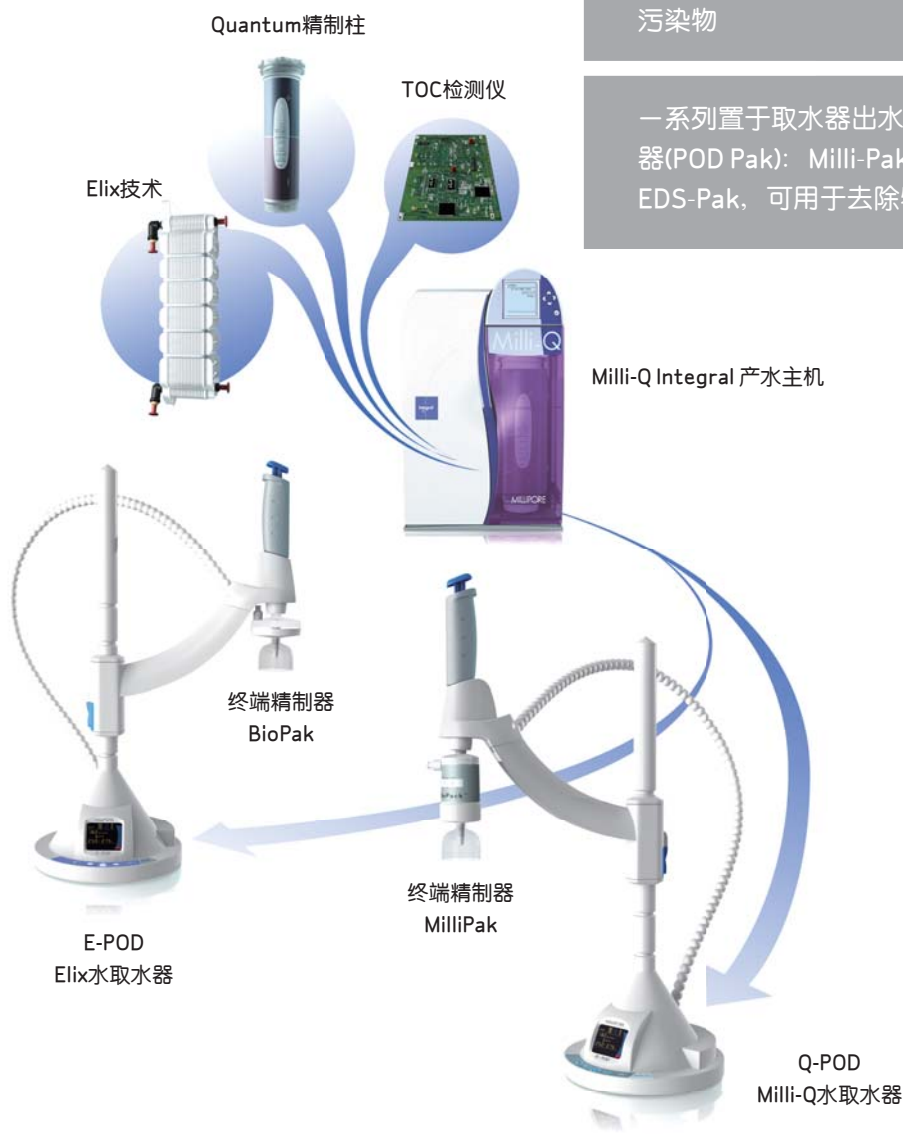 污染物
一系列置于取水器出水
器(POD Pak): Milli-Pak
EDS-Pak, 可用于去除
Quantum精制柱
TOC检测仪
Elix技术
Milli-Q
MILLIPORE
Milli-Q Integral 产水主机
终端精制器
BioPak
终端精制器
MilliPak
E-POD
Elix水取水器
Q-POD
Milli-Q水取水器